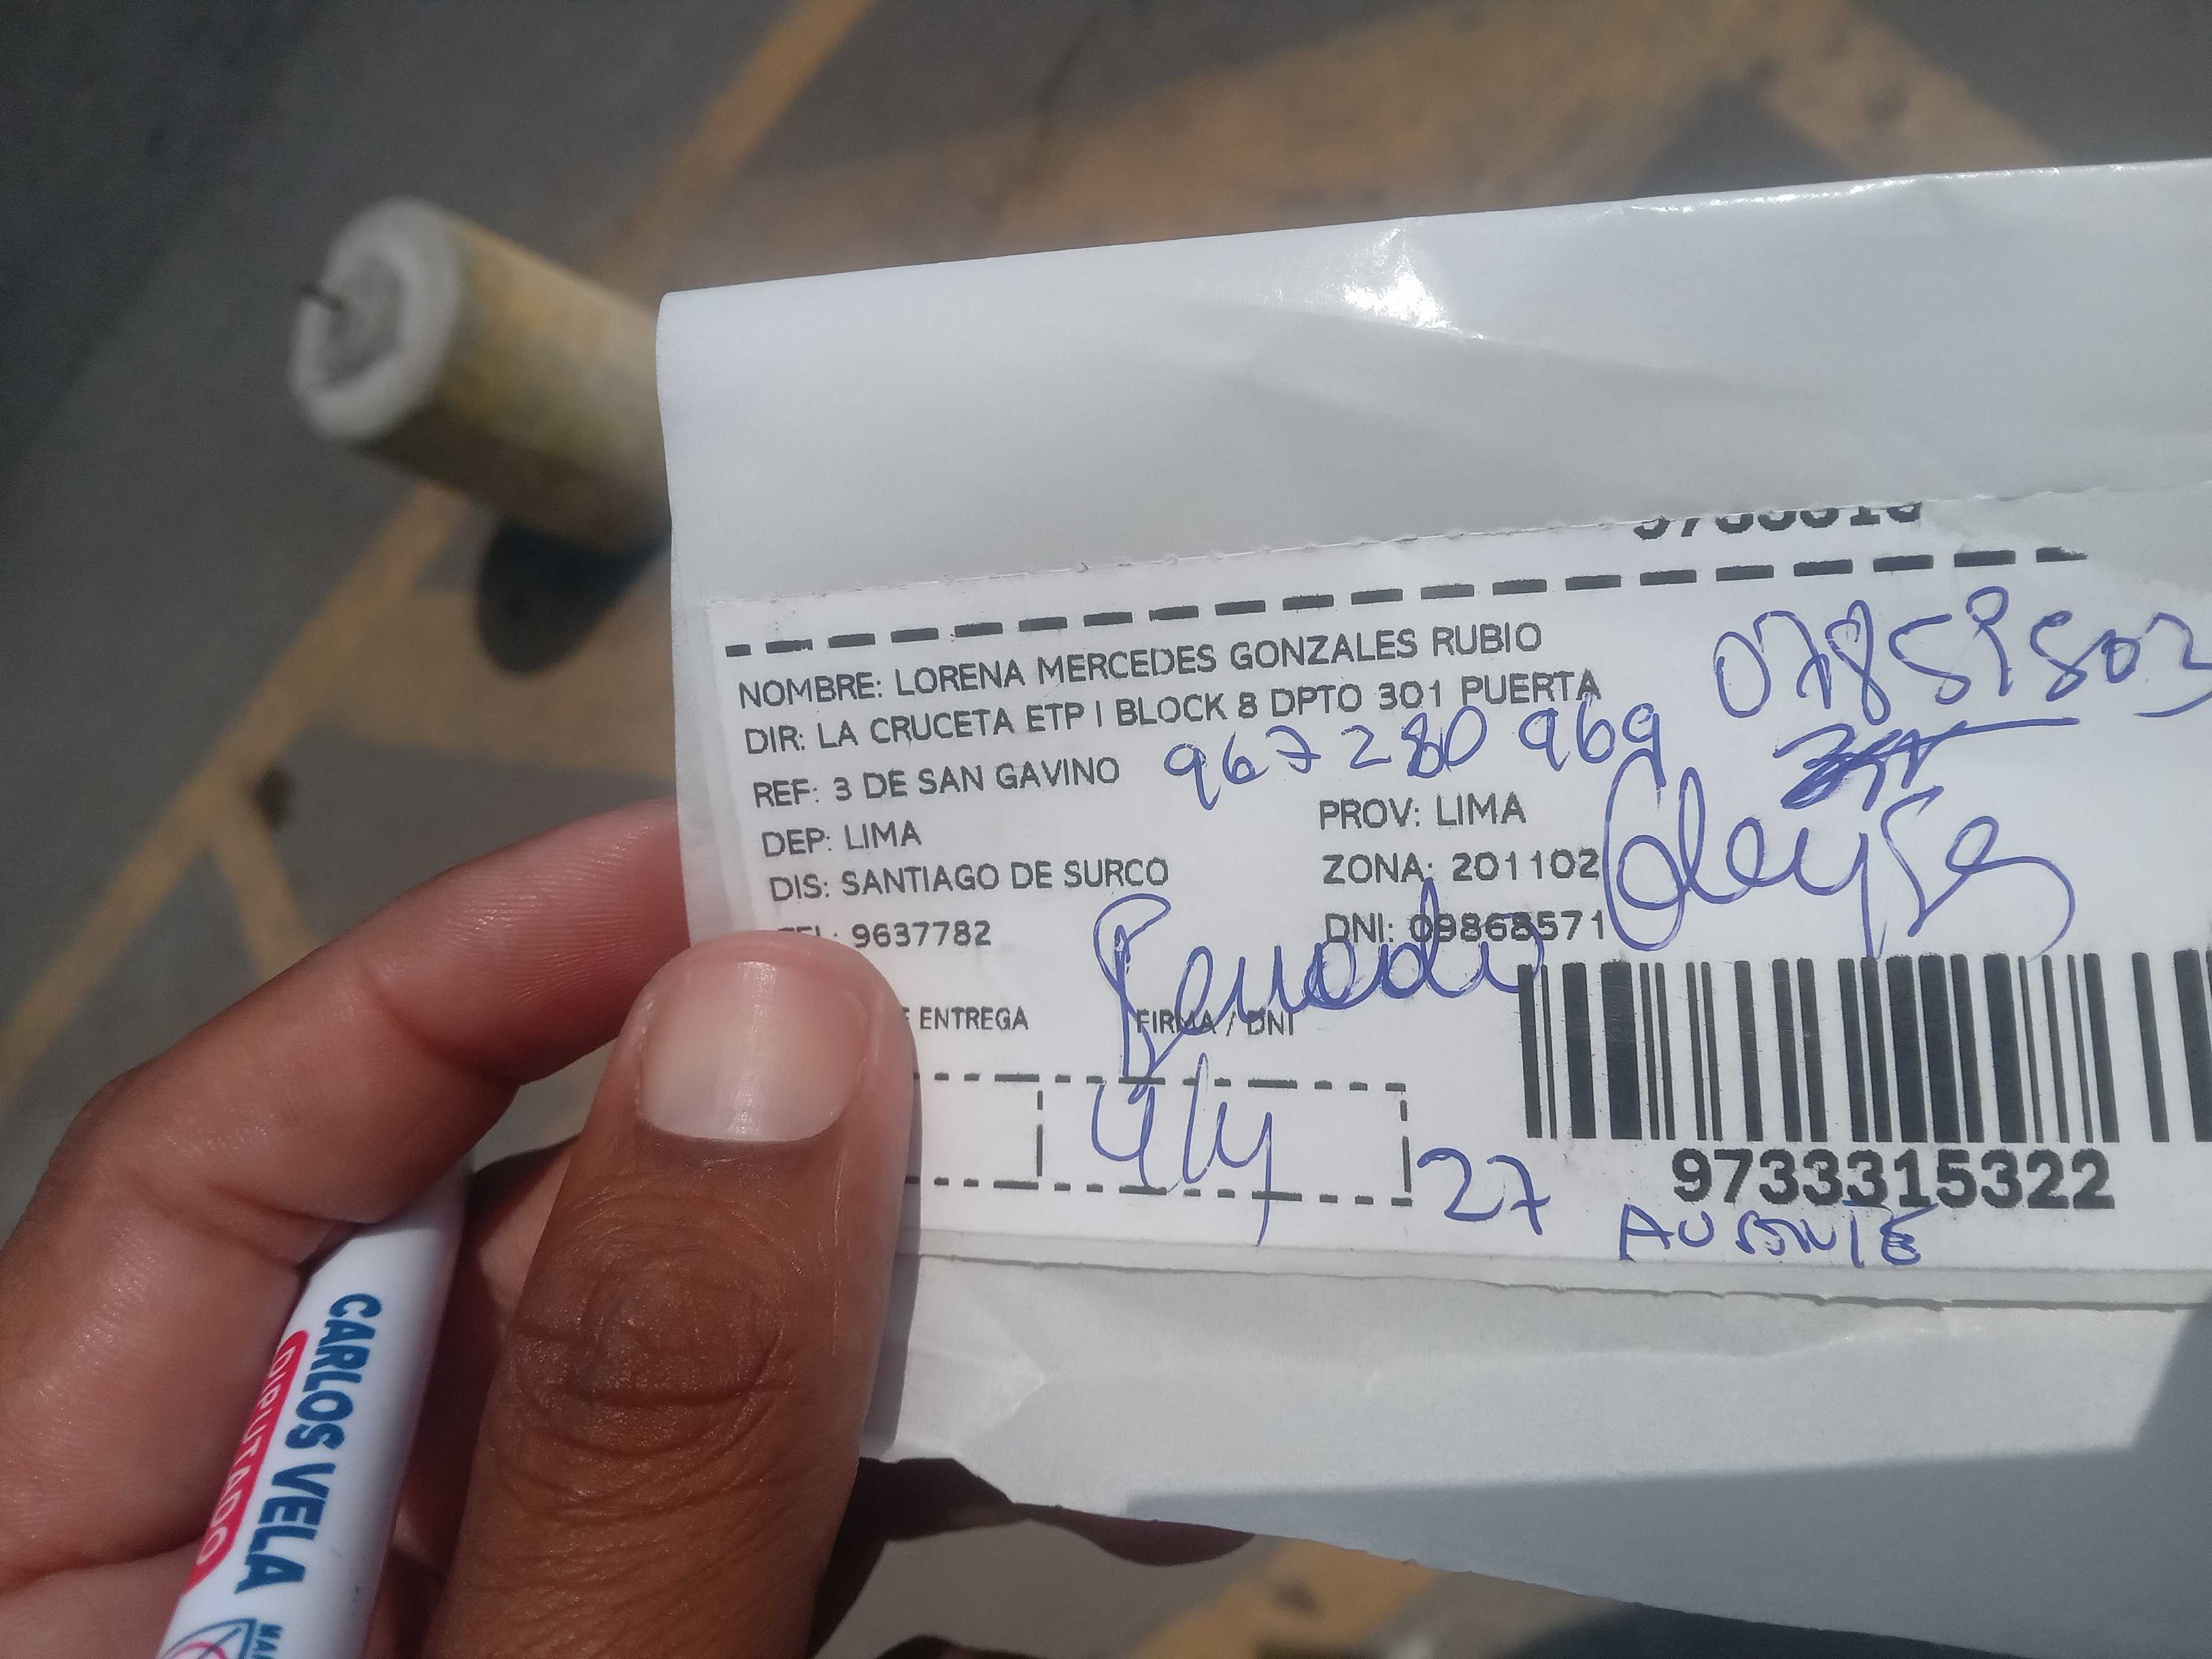 NOMBRE: LORENA MERCEDES GONZALES RUBIO
DIR: LA CRUCETA ETP I BLOCK 8 DPTO 301 PUERTA
07859803
REF: 3 DE SAN GAVINO
967 280 969
DEP: LIMA
PROV: LIMA
DIS: SANTIAGO DE SURCO
ZONA: 201102
: 9637782
DNI: 09868571
ENTREGA
FIRMA / DNI
27
9733315322
CARLOS VELA
DIPUTADO